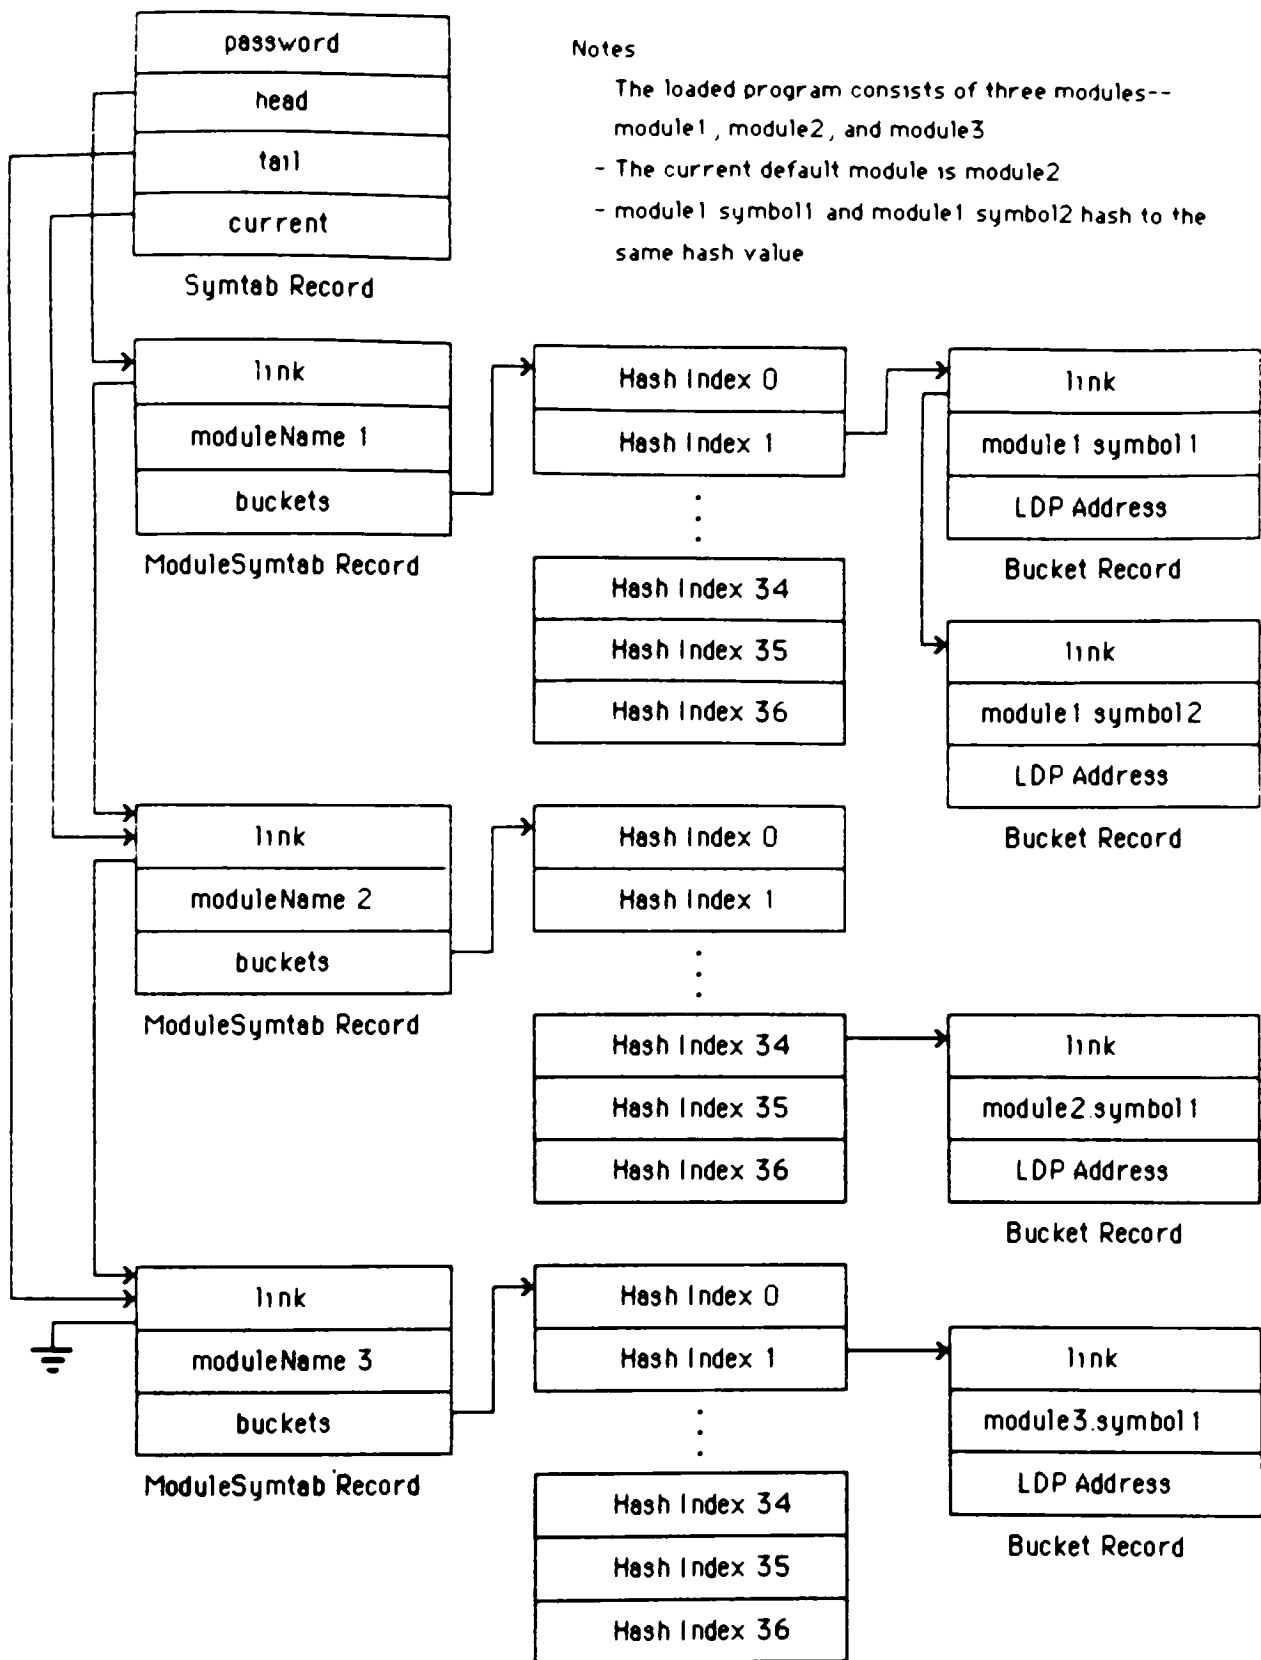 password
head
tail
current
Symtab Record
Notes
The loaded program consists of three modules--
module1, module2, and module3
- The current default module is module2
- module1 symbol1 and module1 symbol2 hash to the
same hash value
link
moduleName 1
buckets
ModuleSymtab Record
Hash Index 0
Hash Index 1
Hash Index 34
Hash Index 35
Hash Index 36
link
module1 symbol1
LDP Address
Bucket Record
link
module1 symbol2
LDP Address
Bucket Record
link
moduleName 2
buckets
ModuleSymtab Record
Hash Index 0
Hash Index 1
Hash Index 34
Hash Index 35
Hash Index 36
link
module2.symbol1
LDP Address
Bucket Record
link
moduleName 3
buckets
ModuleSymtab Record
Hash Index 0
Hash Index 1
Hash Index 34
Hash Index 35
Hash Index 36
link
module3.symbol1
LDP Address
Bucket Record